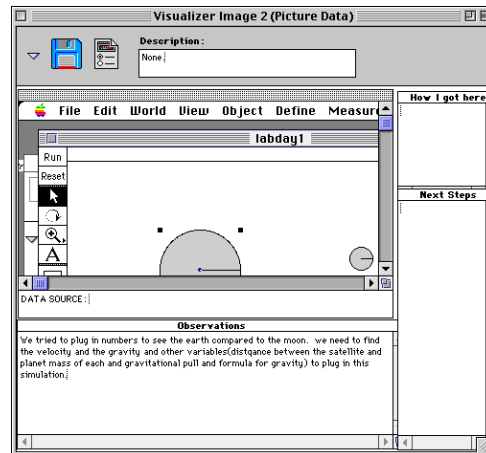 Visualizer Image 2 (Picture Data)
Description:
None.
How I got here
File Edit World View Object Define
labday1
Run
Reset
A
Next Steps
DATA SOURCE:
Observations
We tried to plug in numbers to see the earth compared to the moon. we need to find
the velocity and the gravity and other variables(distqance between the satellite and
planet mass of each and gravitational pull and formula for gravity) to plug in this
simulation.